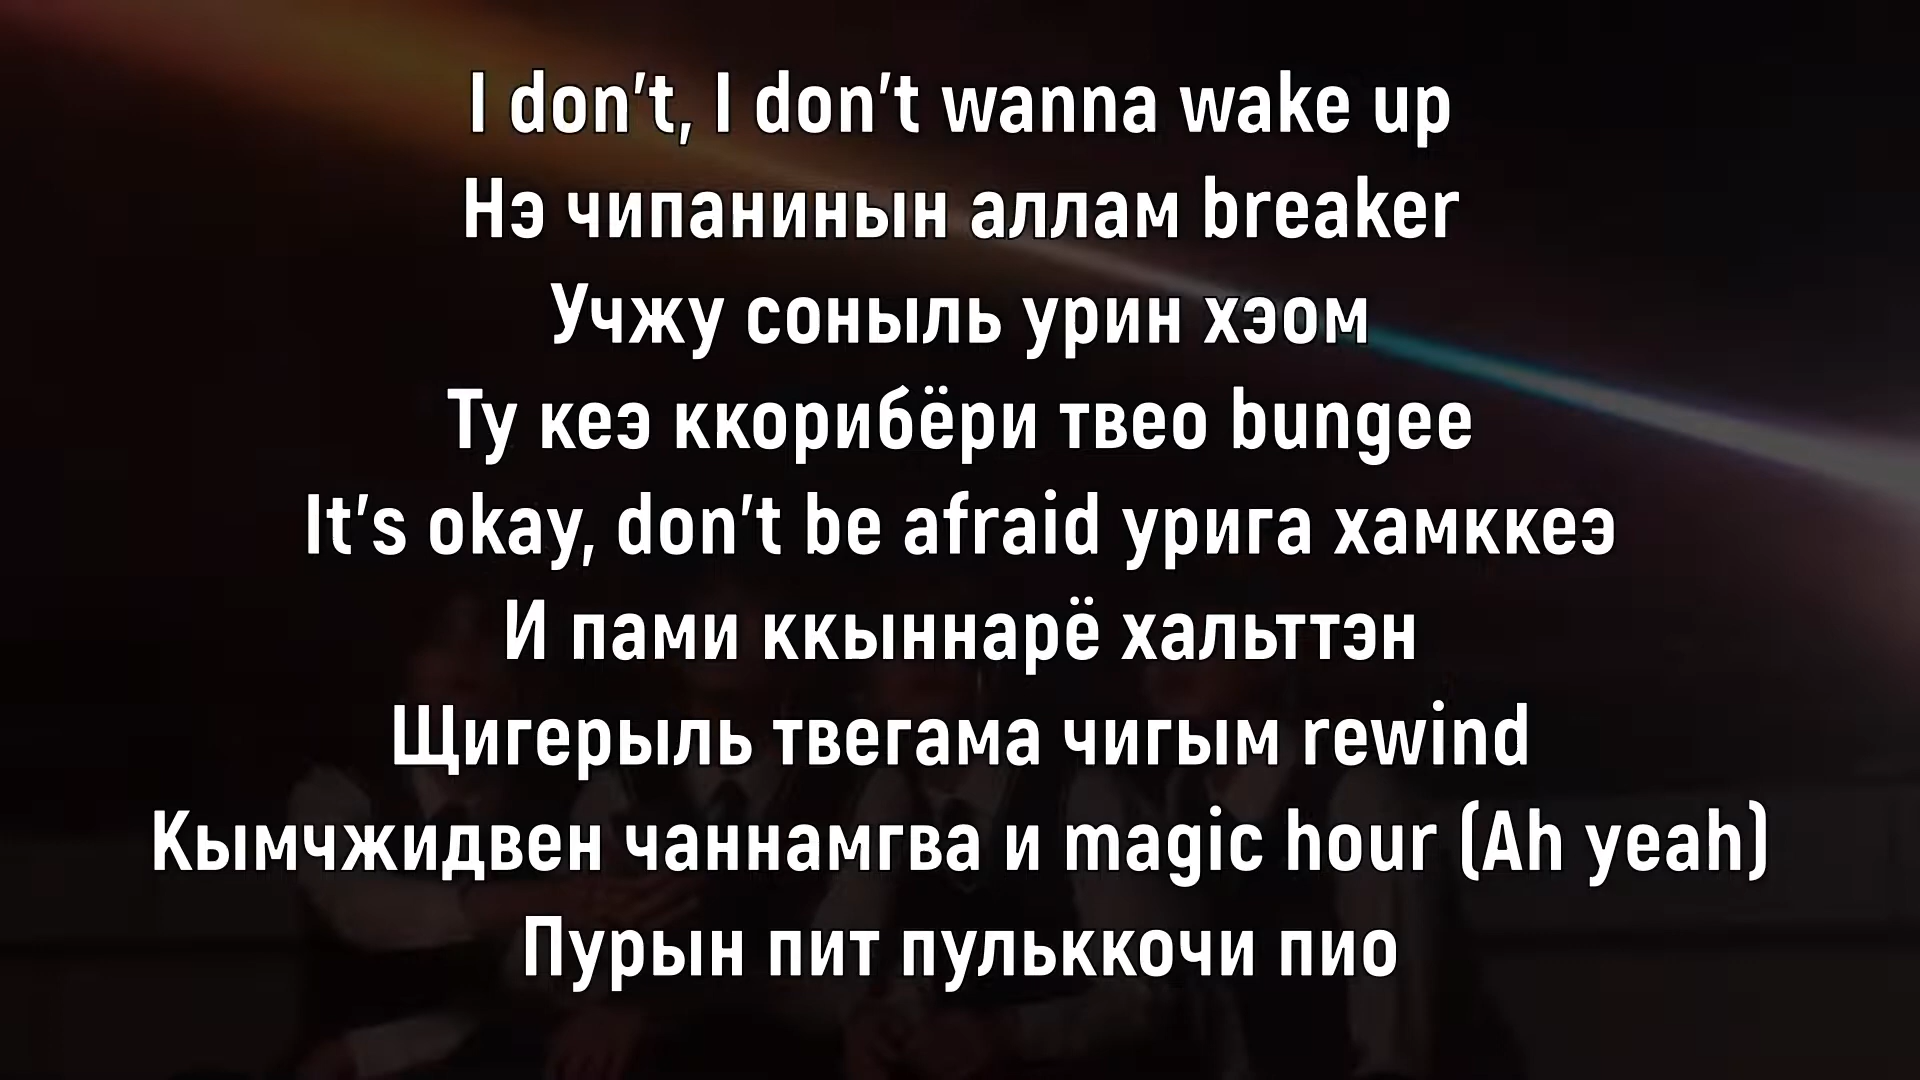 I don't, I don't wanna wake up
Нэ чипанинын аллам breaker
Учжу соныль урин хэом
Ту кеэ ккорибёри твео bungee
It's okay, don't be afraid урига хамккеэ
И пами ккыннарё хальттэн
Щигерыль твегама чигым rewind
Кымчжидвен чаннамгва и magic hour (Ah yeah)
Пурын пит пульккочи пио